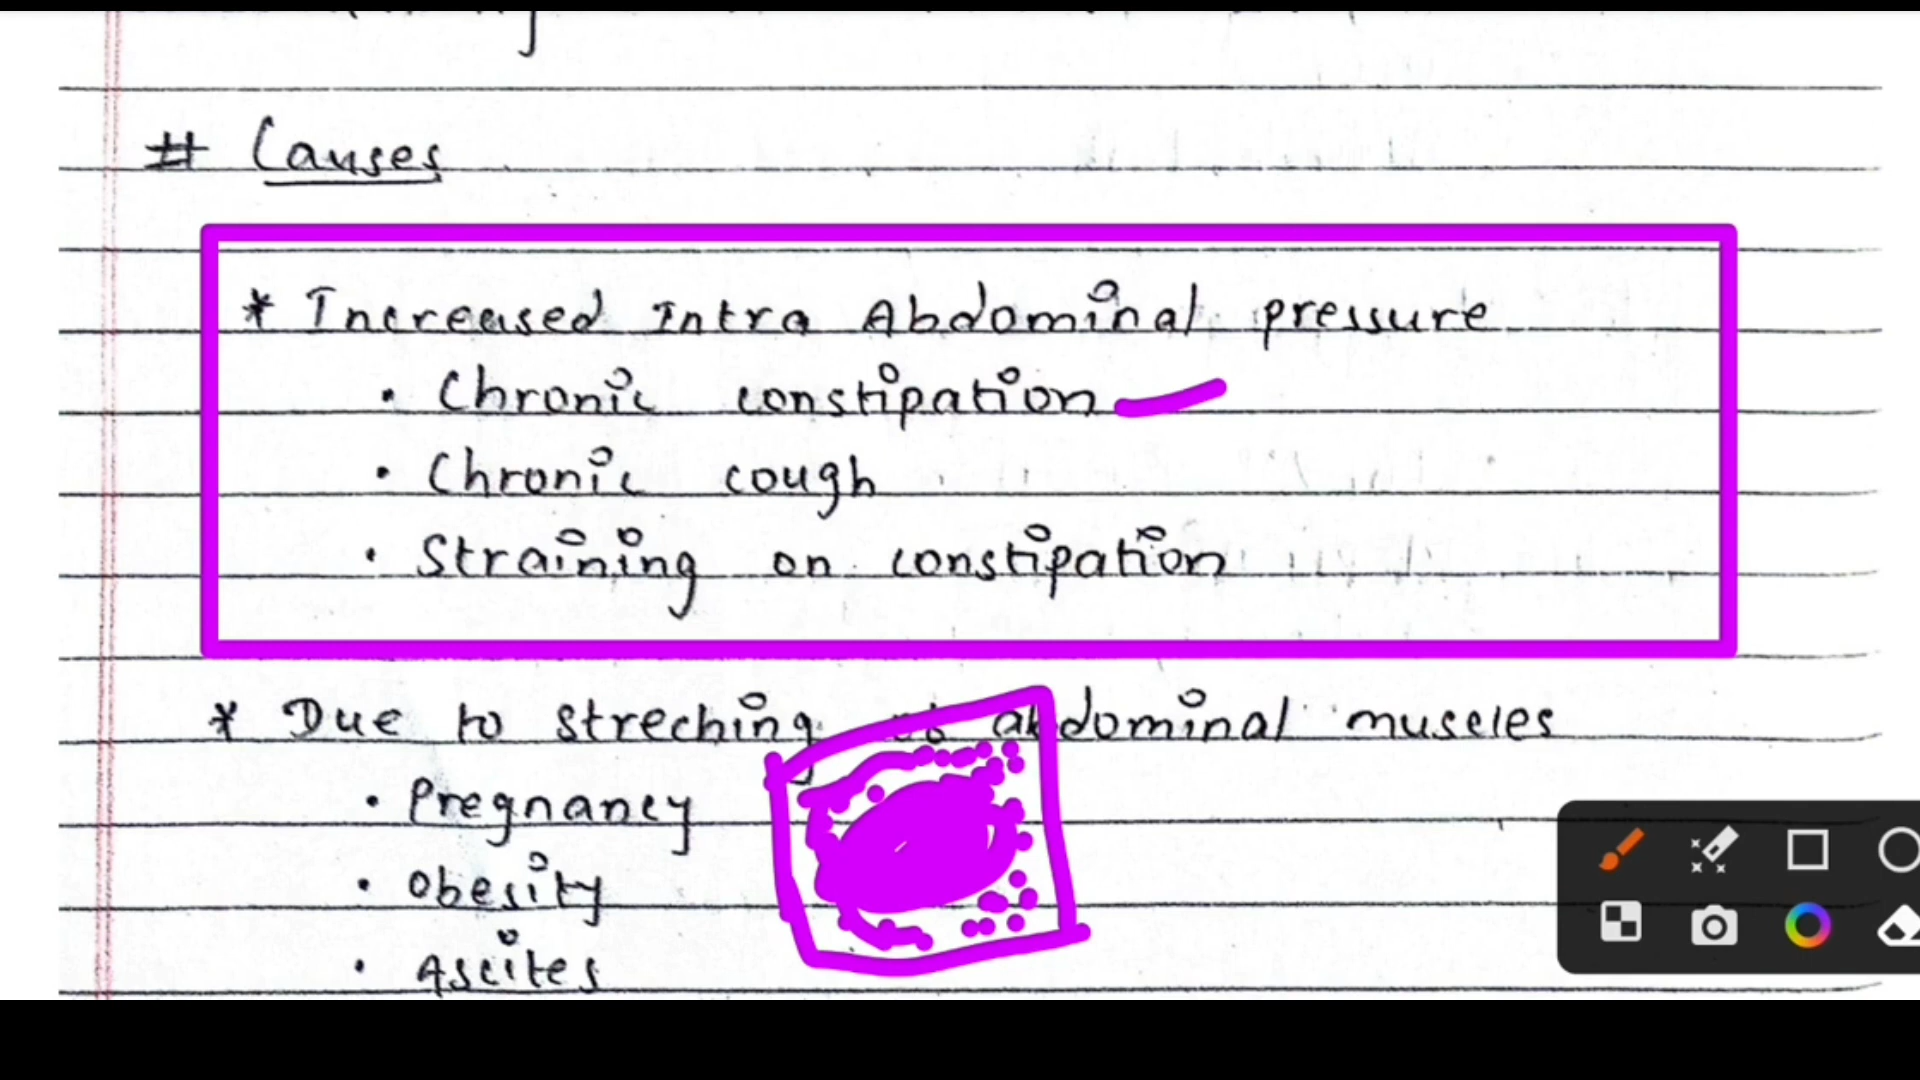 # Causes
* Increased Intra Abdominal pressure
• Chronic constipation
• Chronic cough
• Straining on constipation
* Due to streching of abdominal muscles
• Pregnancy
• Obesity
• Ascites